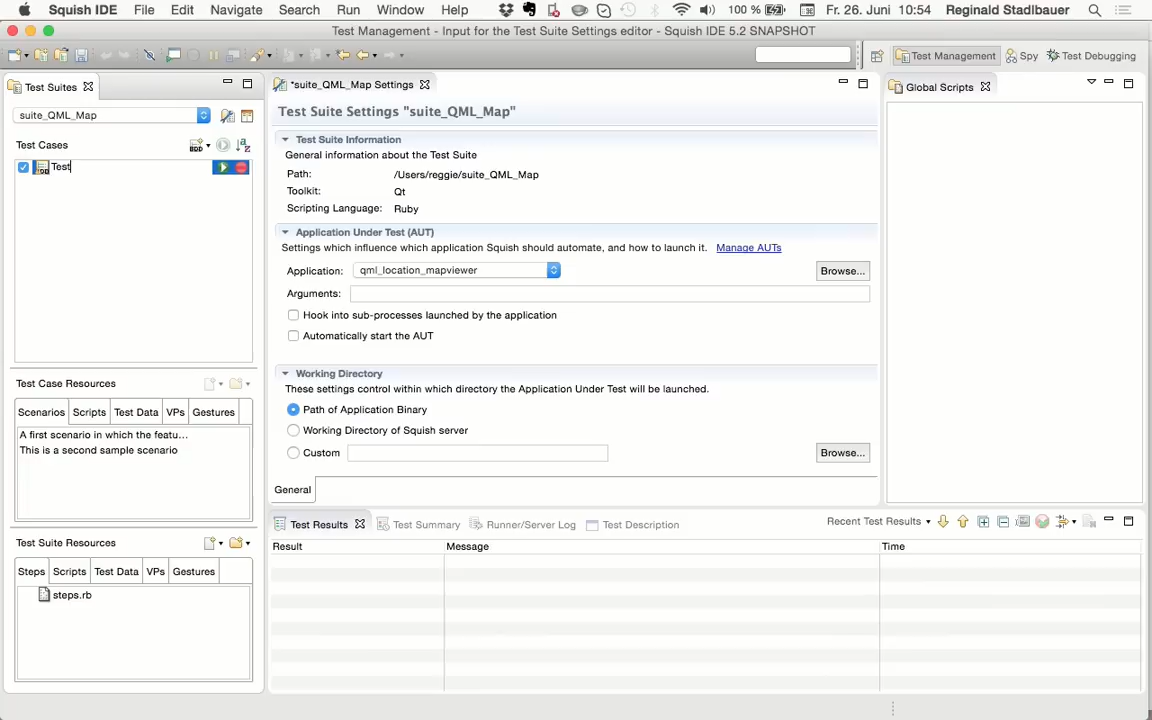 Squish IDE File Edit Navigate Search Run Window Help 100 % Fr. 26. Juni 10:54 Reginald Stadlbauer
Test Management - Input for the Test Suite Settings editor - Squish IDE 5.2 SNAPSHOT
Test Management Spy Test Debugging
Test Suites
suite_QML_Map
Test Cases
BDD
Test
Test Case Resources
Scenarios Scripts Test Data VPs Gestures
A first scenario in which the featu...
This is a second sample scenario
Test Suite Resources
Steps Scripts Test Data VPs Gestures
steps.rb
*suite_QML_Map Settings
Test Suite Settings "suite_QML_Map"
Test Suite Information
General information about the Test Suite
Path: /Users/reggie/suite_QML_Map
Toolkit: Qt
Scripting Language: Ruby
Application Under Test (AUT)
Settings which influence which application Squish should automate, and how to launch it. Manage AUTs
Application: qml_location_mapviewer Browse...
Arguments:
Hook into sub-processes launched by the application
Automatically start the AUT
Working Directory
These settings control within which directory the Application Under Test will be launched.
Path of Application Binary
Working Directory of Squish server
Custom Browse...
General
Global Scripts
Test Results Test Summary Runner/Server Log Test Description Recent Test Results
Result Message Time